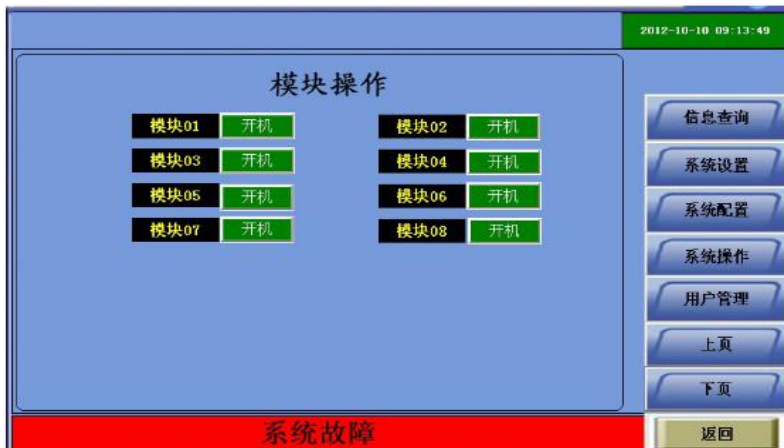 2012-10-10 09:13:49
模块操作
模块01 开机 模块02 开机
模块03 开机 模块04 开机
模块05 开机 模块06 开机
模块07 开机 模块08 开机
信息查询
系统设置
系统配置
系统操作
用户管理
上页
下页
返回
系统故障